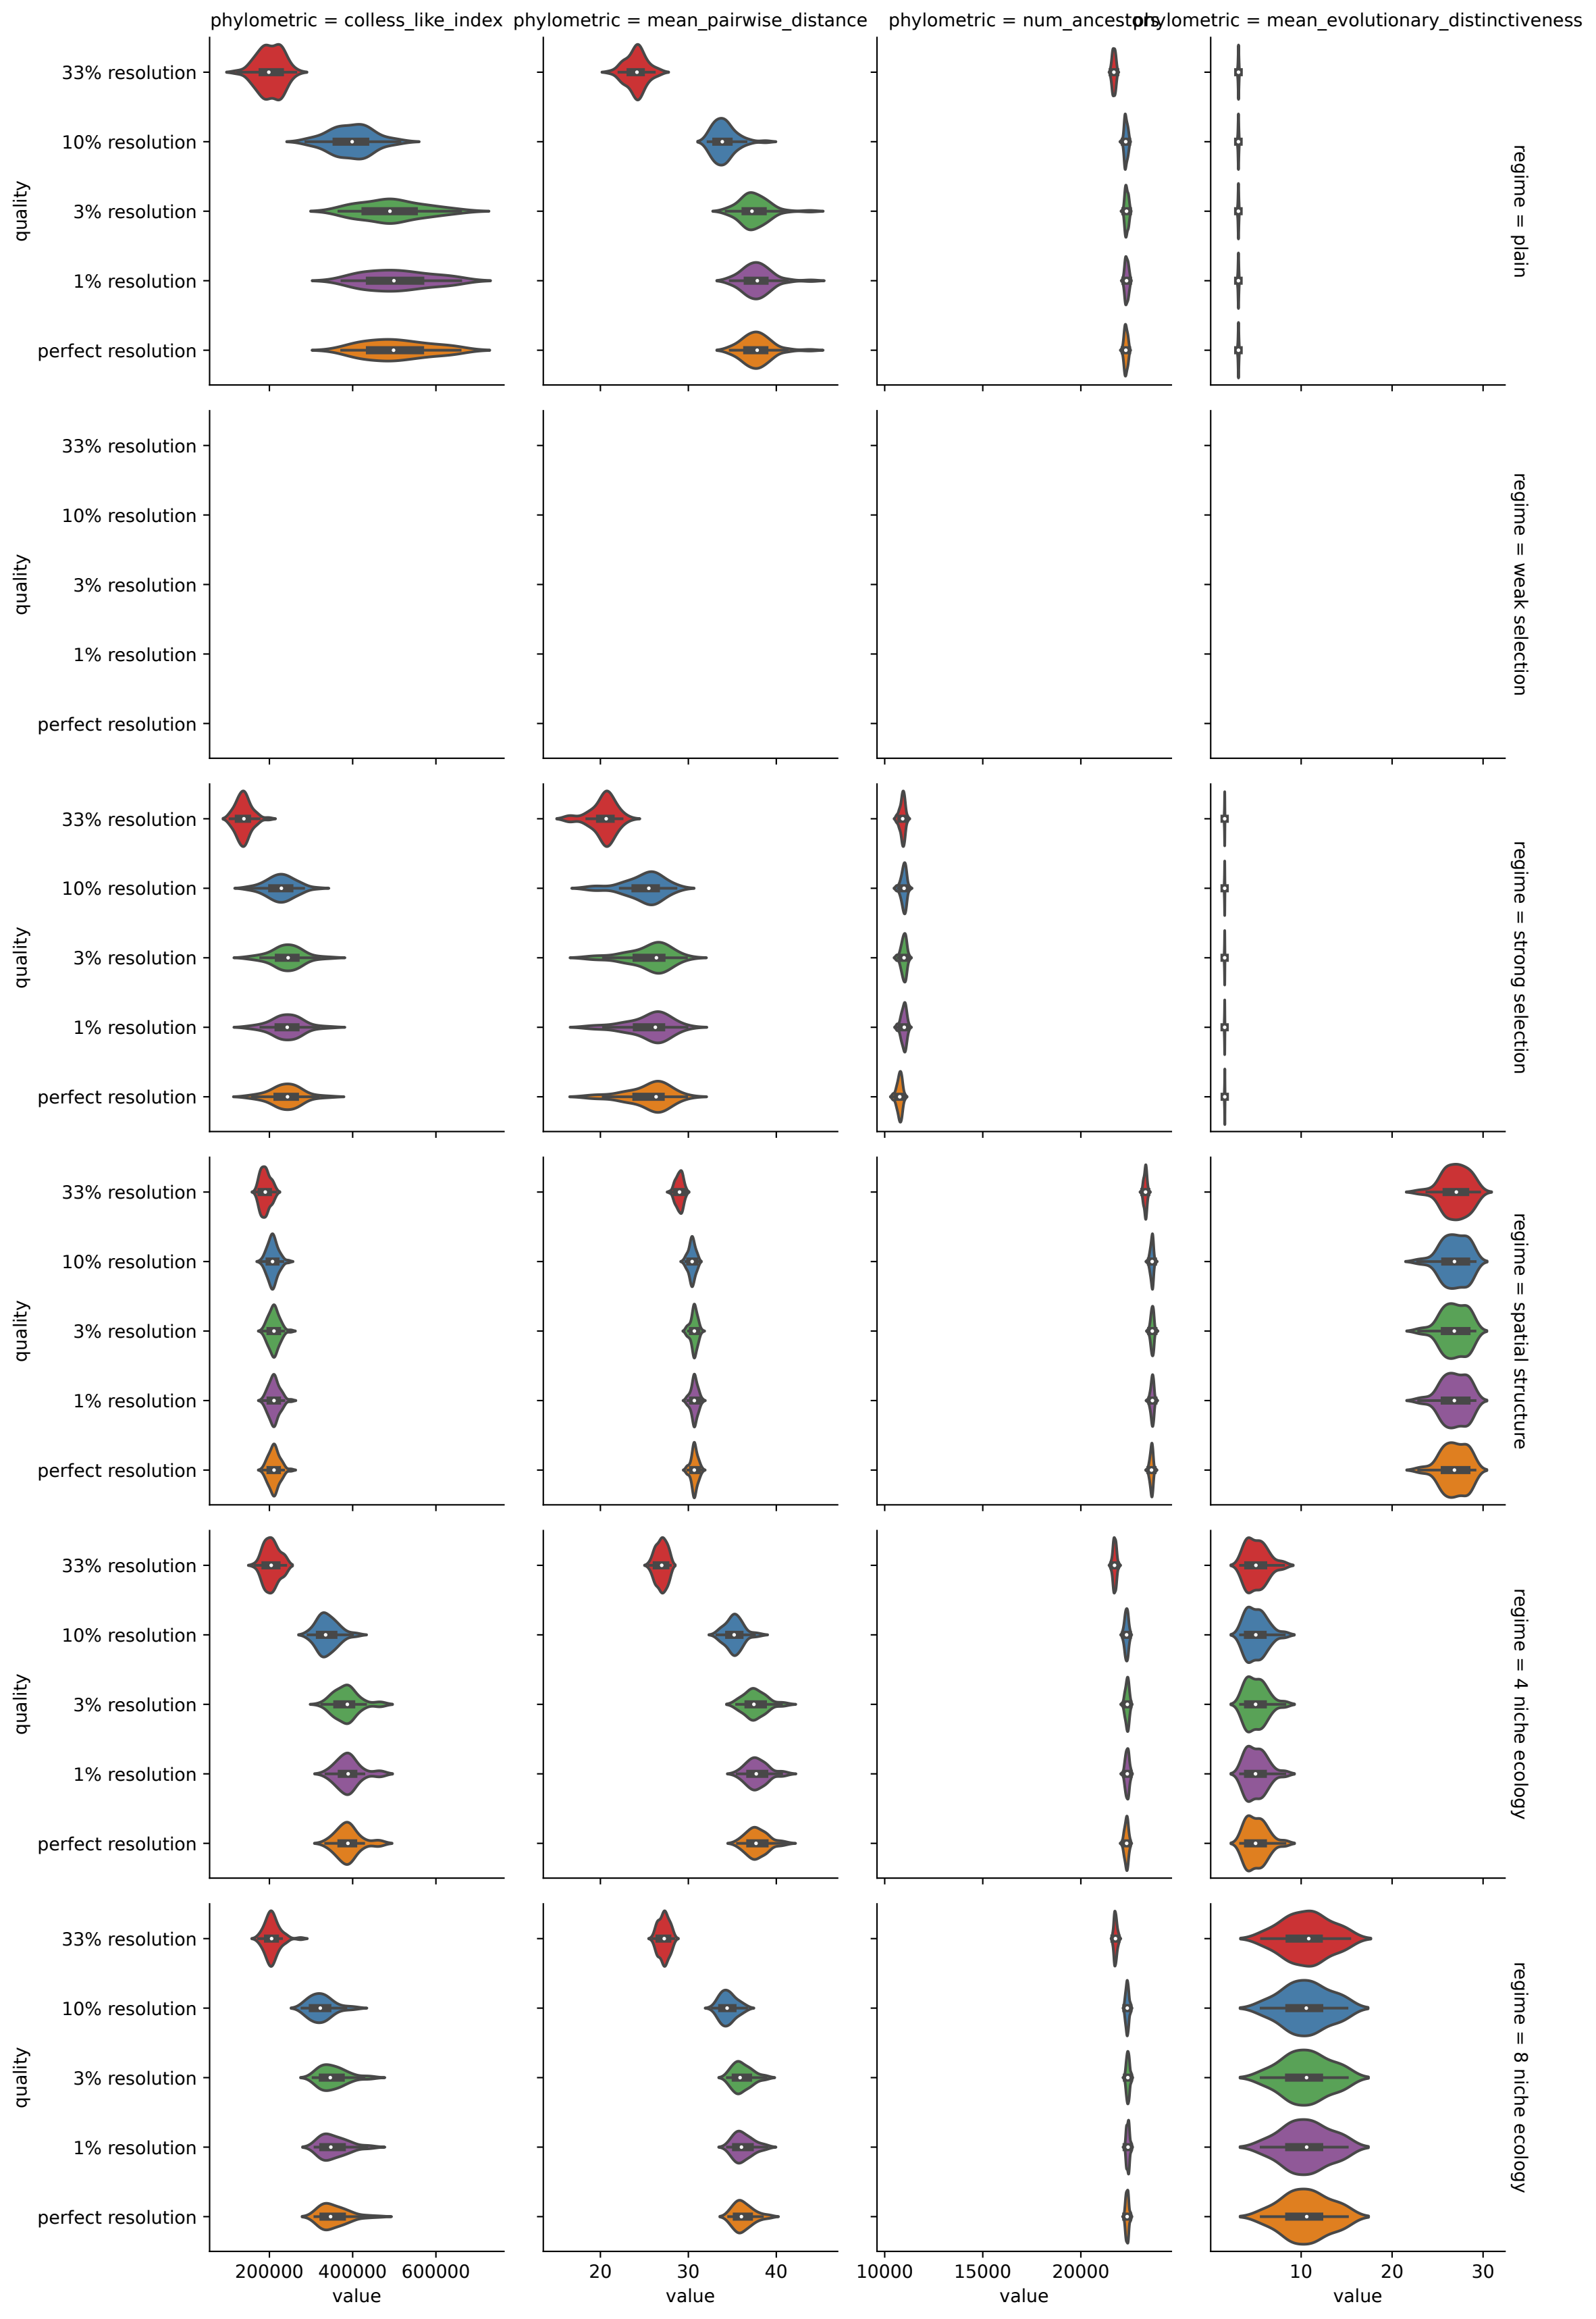 phylometric = colless_like_index
phylometric = mean_pairwise_distance
phylometric = num_ancestors
phylometric = mean_evolutionary_distinctiveness
33% resolution
10% resolution
3% resolution
1% resolution
perfect resolution
quality
regime = plain
33% resolution
10% resolution
3% resolution
1% resolution
perfect resolution
quality
regime = weak selection
33% resolution
10% resolution
3% resolution
1% resolution
perfect resolution
quality
regime = strong selection
33% resolution
10% resolution
3% resolution
1% resolution
perfect resolution
quality
regime = spatial structure
33% resolution
10% resolution
3% resolution
1% resolution
perfect resolution
quality
regime = 4 niche ecology
33% resolution
10% resolution
3% resolution
1% resolution
perfect resolution
quality
regime = 8 niche ecology
200000 400000 600000
20 30 40
10000 15000 20000
10 20 30
value
value
value
value